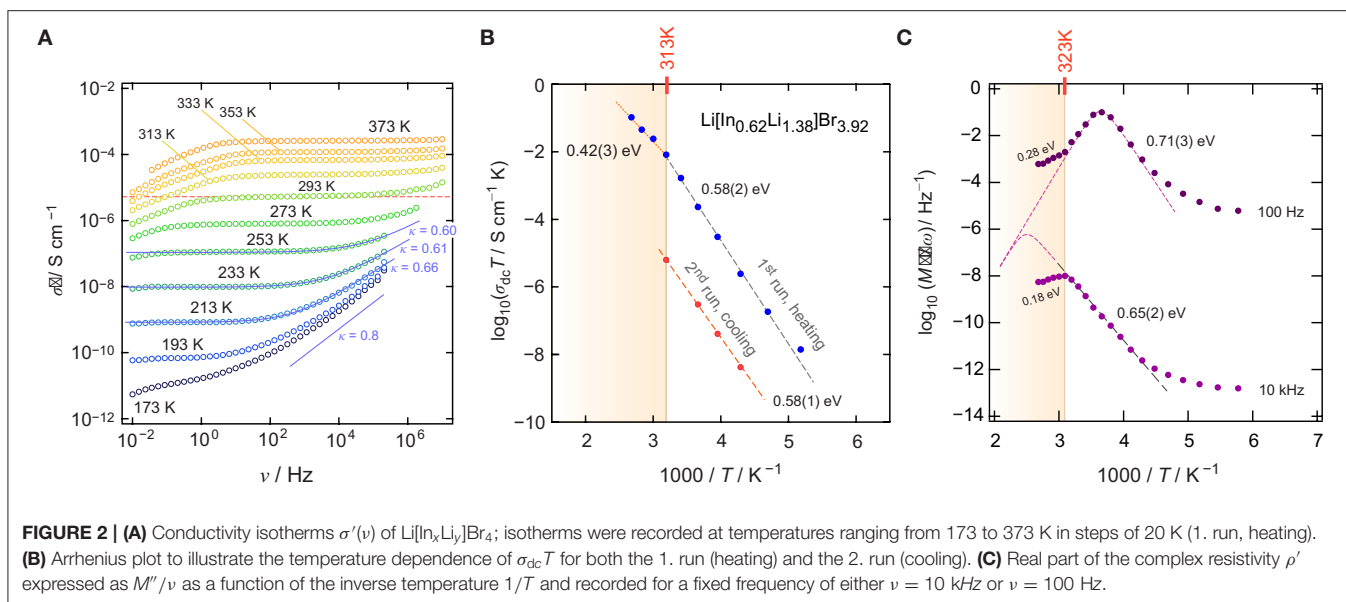 A
σ′ / S cm⁻¹
10⁻²
10⁻⁴
10⁻⁶
10⁻⁸
10⁻¹⁰
10⁻¹²
333 K
353 K
313 K
373 K
293 K
273 K
253 K
233 K
213 K
193 K
173 K
κ = 0.60
κ = 0.61
κ = 0.66
κ = 0.8
10⁻² 10⁰ 10² 10⁴ 10⁶
ν / Hz
B
313K
log₁₀(σdcT / S cm⁻¹ K)
0
−2
−4
−6
−8
−10
Li[In₀.₆₂Li₁.₃₈]Br₃.₉₂
0.42(3) eV
0.58(2) eV
1st run, heating
2nd run, cooling
0.58(1) eV
2 3 4 5 6
1000 / T / K⁻¹
C
323K
0
−2
−4
−6
−8
−10
−12
−14
0.28 eV
0.71(3) eV
100 Hz
0.18 eV
0.65(2) eV
10 kHz
2 3 4 5 6 7
1000 / T / K⁻¹
FIGURE 2 | (A) Conductivity isotherms σ′(ν) of Li[InₓLiᵧ]Br₄; isotherms were recorded at temperatures ranging from 173 to 373 K in steps of 20 K (1. run, heating).
(B) Arrhenius plot to illustrate the temperature dependence of σdcT for both the 1. run (heating) and the 2. run (cooling). (C) Real part of the complex resistivity ρ′
expressed as M″/ν as a function of the inverse temperature 1/T and recorded for a fixed frequency of either ν = 10 kHz or ν = 100 Hz.